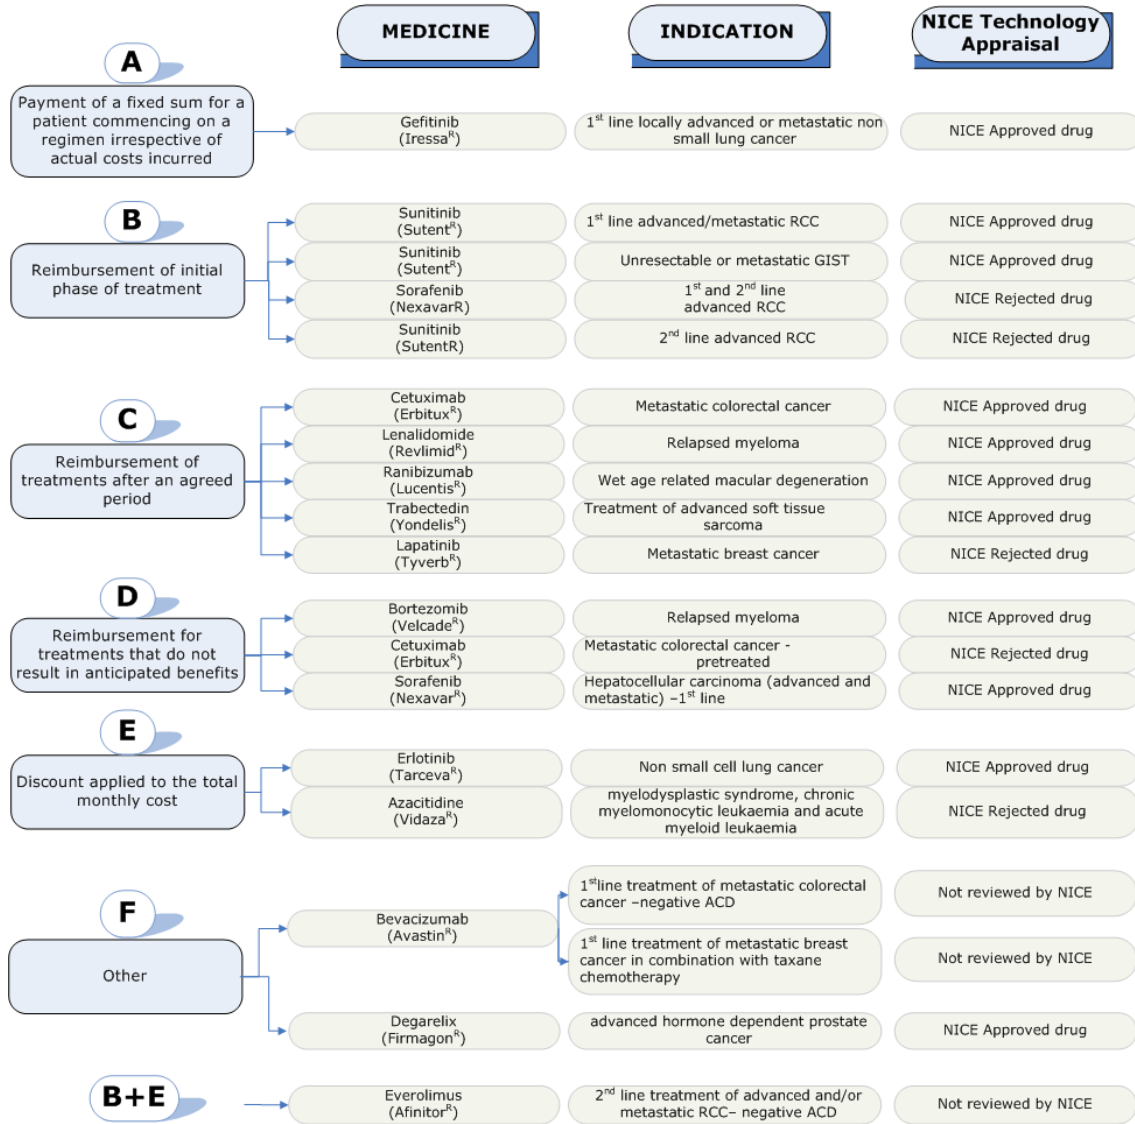 MEDICINE
INDICATION
NICE Technology
Appraisal
A
Payment of a fixed sum for a
patient commencing on a
regimen irrespective of
actual costs incurred
Gefitinib
(Iressa^R)
1^st line locally advanced or metastatic non
small lung cancer
NICE Approved drug
B
Reimbursement of initial
phase of treatment
Sunitinib
(Sutent^R)
1^st line advanced/metastatic RCC
NICE Approved drug
Sunitinib
(Sutent^R)
Unresectable or metastatic GIST
NICE Approved drug
Sorafenib
(NexavarR)
1^st and 2^nd line
advanced RCC
NICE Rejected drug
Sunitinib
(SutentR)
2^nd line advanced RCC
NICE Rejected drug
C
Reimbursement of
treatments after an agreed
period
Cetuximab
(Erbitux^R)
Metastatic colorectal cancer
NICE Approved drug
Lenalidomide
(Revlimid^R)
Relapsed myeloma
NICE Approved drug
Ranibizumab
(Lucentis^R)
Wet age related macular degeneration
NICE Approved drug
Trabectedin
(Yondelis^R)
Treatment of advanced soft tissue
sarcoma
NICE Approved drug
Lapatinib
(Tyverb^R)
Metastatic breast cancer
NICE Rejected drug
D
Reimbursement for
treatments that do not
result in anticipated benefits
Bortezomib
(Velcade^R)
Relapsed myeloma
NICE Approved drug
Cetuximab
(Erbitux^R)
Metastatic colorectal cancer -
pretreated
NICE Rejected drug
Sorafenib
(Nexavar^R)
Hepatocellular carcinoma (advanced and
metastatic) –1^st line
NICE Approved drug
E
Discount applied to the total
monthly cost
Erlotinib
(Tarceva^R)
Non small cell lung cancer
NICE Approved drug
Azacitidine
(Vidaza^R)
myelodysplastic syndrome, chronic
myelomonocytic leukaemia and acute
myeloid leukaemia
NICE Rejected drug
F
Other
Bevacizumab
(Avastin^R)
1^st line treatment of metastatic colorectal
cancer –negative ACD
Not reviewed by NICE
1^st line treatment of metastatic breast
cancer in combination with taxane
chemotherapy
Not reviewed by NICE
Degarelix
(Firmagon^R)
advanced hormone dependent prostate
cancer
NICE Approved drug
B+E
Everolimus
(Afinitor^R)
2^nd line treatment of advanced and/or
metastatic RCC– negative ACD
Not reviewed by NICE